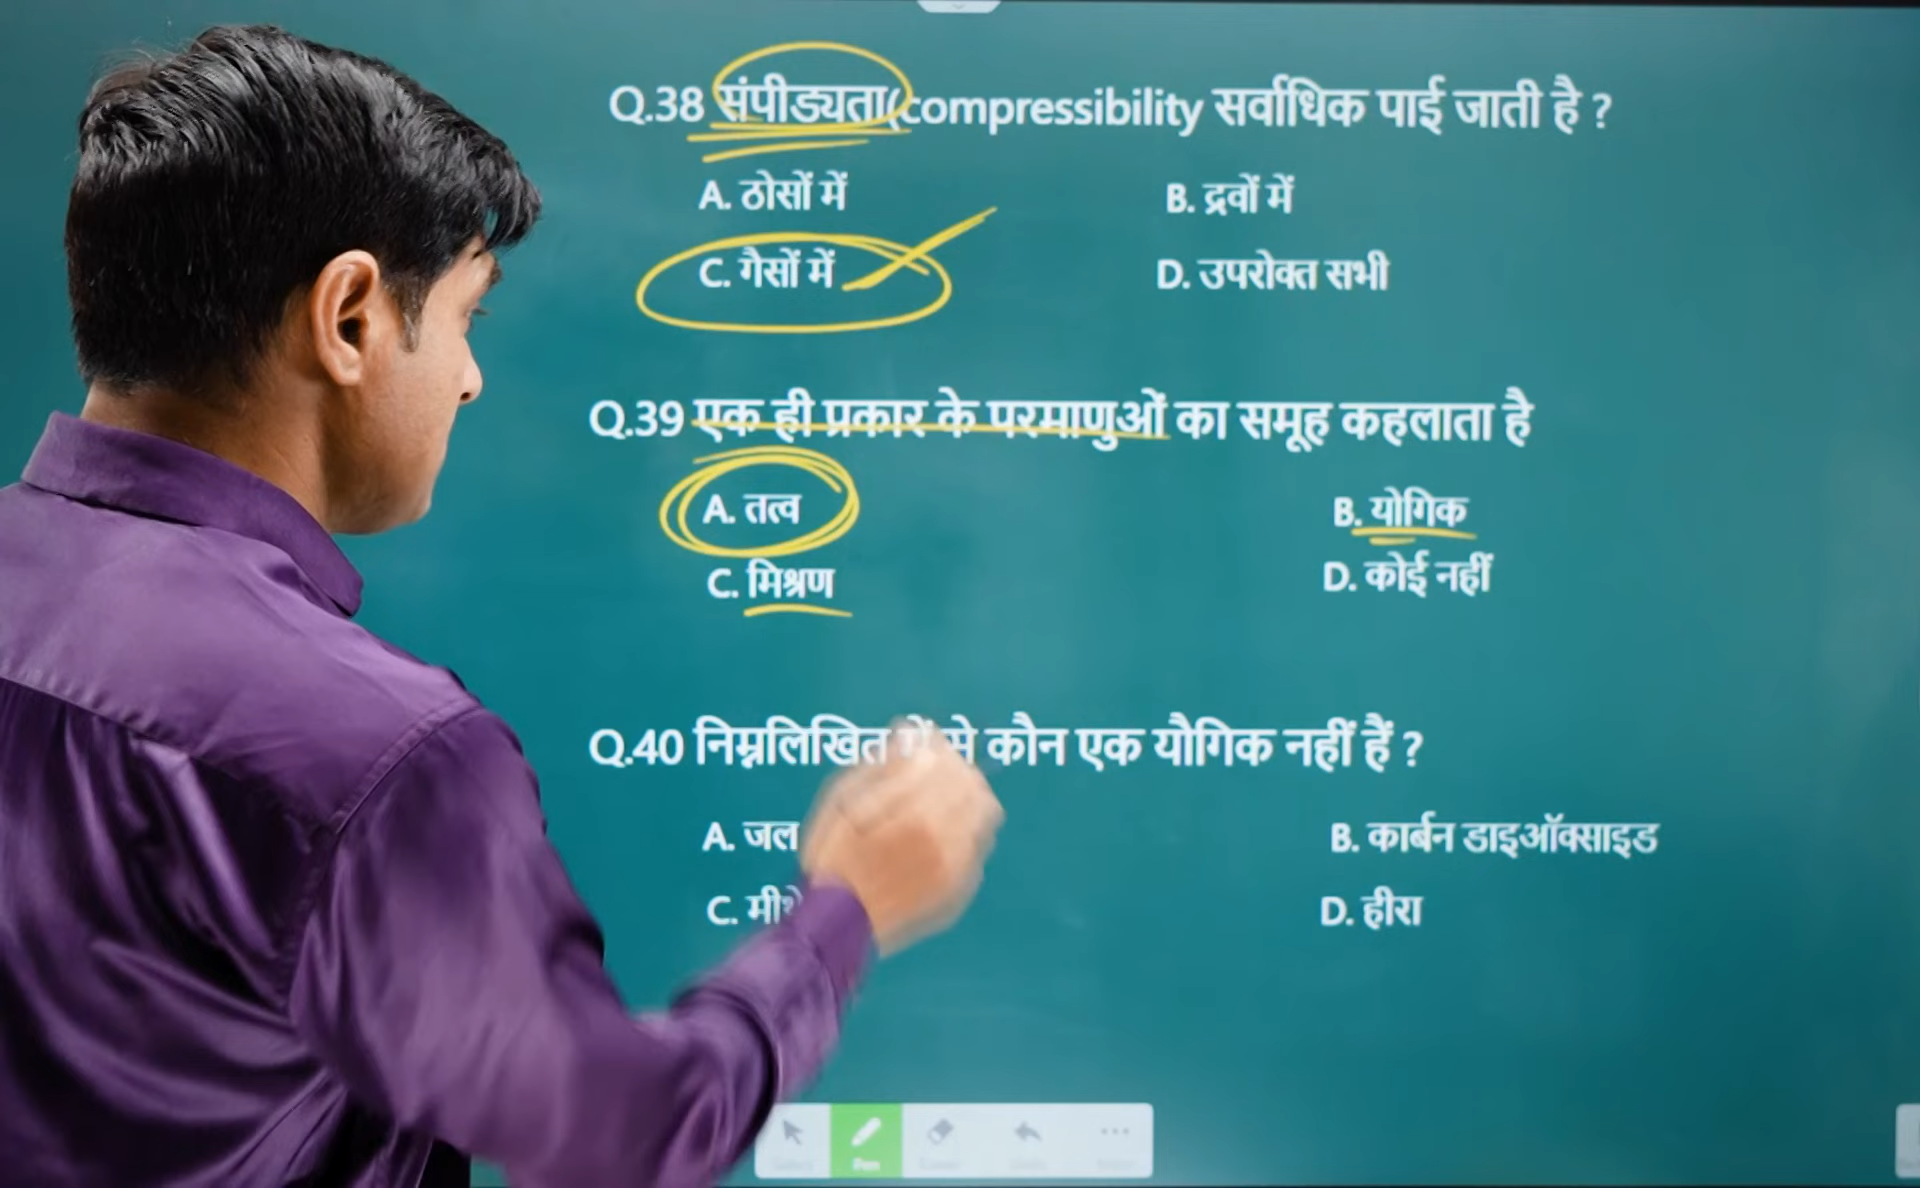 Q.38 संपीड्यता(compressibility सर्वाधिक पाई जाती है ?
A. ठोसों में B. द्रवों में
C. गैसों में D. उपरोक्त सभी
Q.39 एक ही प्रकार के परमाणुओं का समूह कहलाता है
A. तत्व B. योगिक
C. मिश्रण D. कोई नहीं
Q.40 निम्नलिखित में से कौन एक यौगिक नहीं हैं ?
A. जल B. कार्बन डाइऑक्साइड
C. D. हीरा
Pen